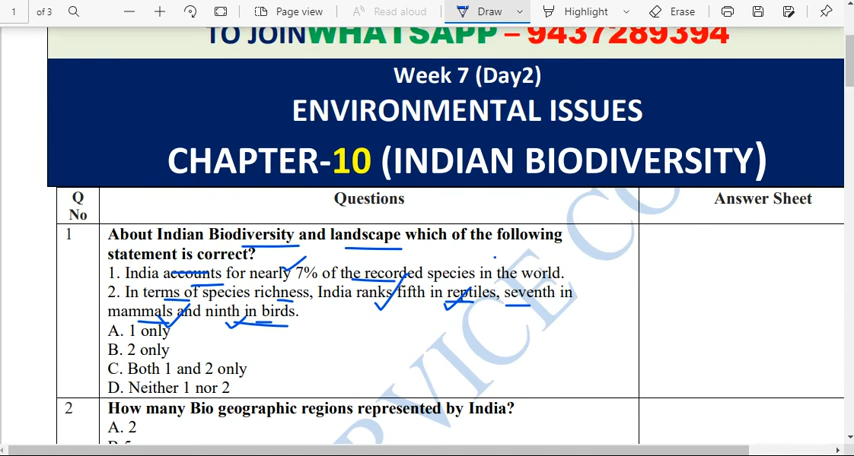 1 of 3 Page view Read aloud Draw Highlight Erase
TO JOIN WHATSAPP – 9437289394
Week 7 (Day2)
ENVIRONMENTAL ISSUES
CHAPTER-10 (INDIAN BIODIVERSITY)
Q No Questions Answer Sheet
1 About Indian Biodiversity and landscape which of the following
statement is correct?
1. India accounts for nearly 7% of the recorded species in the world.
2. In terms of species richness, India ranks fifth in reptiles, seventh in
mammals and ninth in birds.
A. 1 only
B. 2 only
C. Both 1 and 2 only
D. Neither 1 nor 2
2 How many Bio geographic regions represented by India?
A. 2